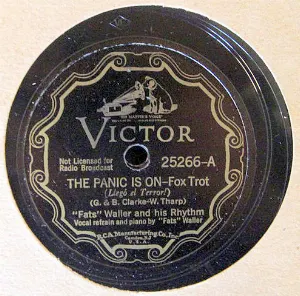 "HIS MASTER'S VOICE"
VICTOR
Not Licensed for
Radio Broadcast
25266-A
THE PANIC IS ON-Fox Trot
(Llegó el Terror!)
(G. & B. Clarke-W. Tharp)
"Fats" Waller and his Rhythm
Vocal refrain and piano by "Fats" Waller
RCA Manufacturing Co., Inc.
Camden, N.J.
U.S.A.